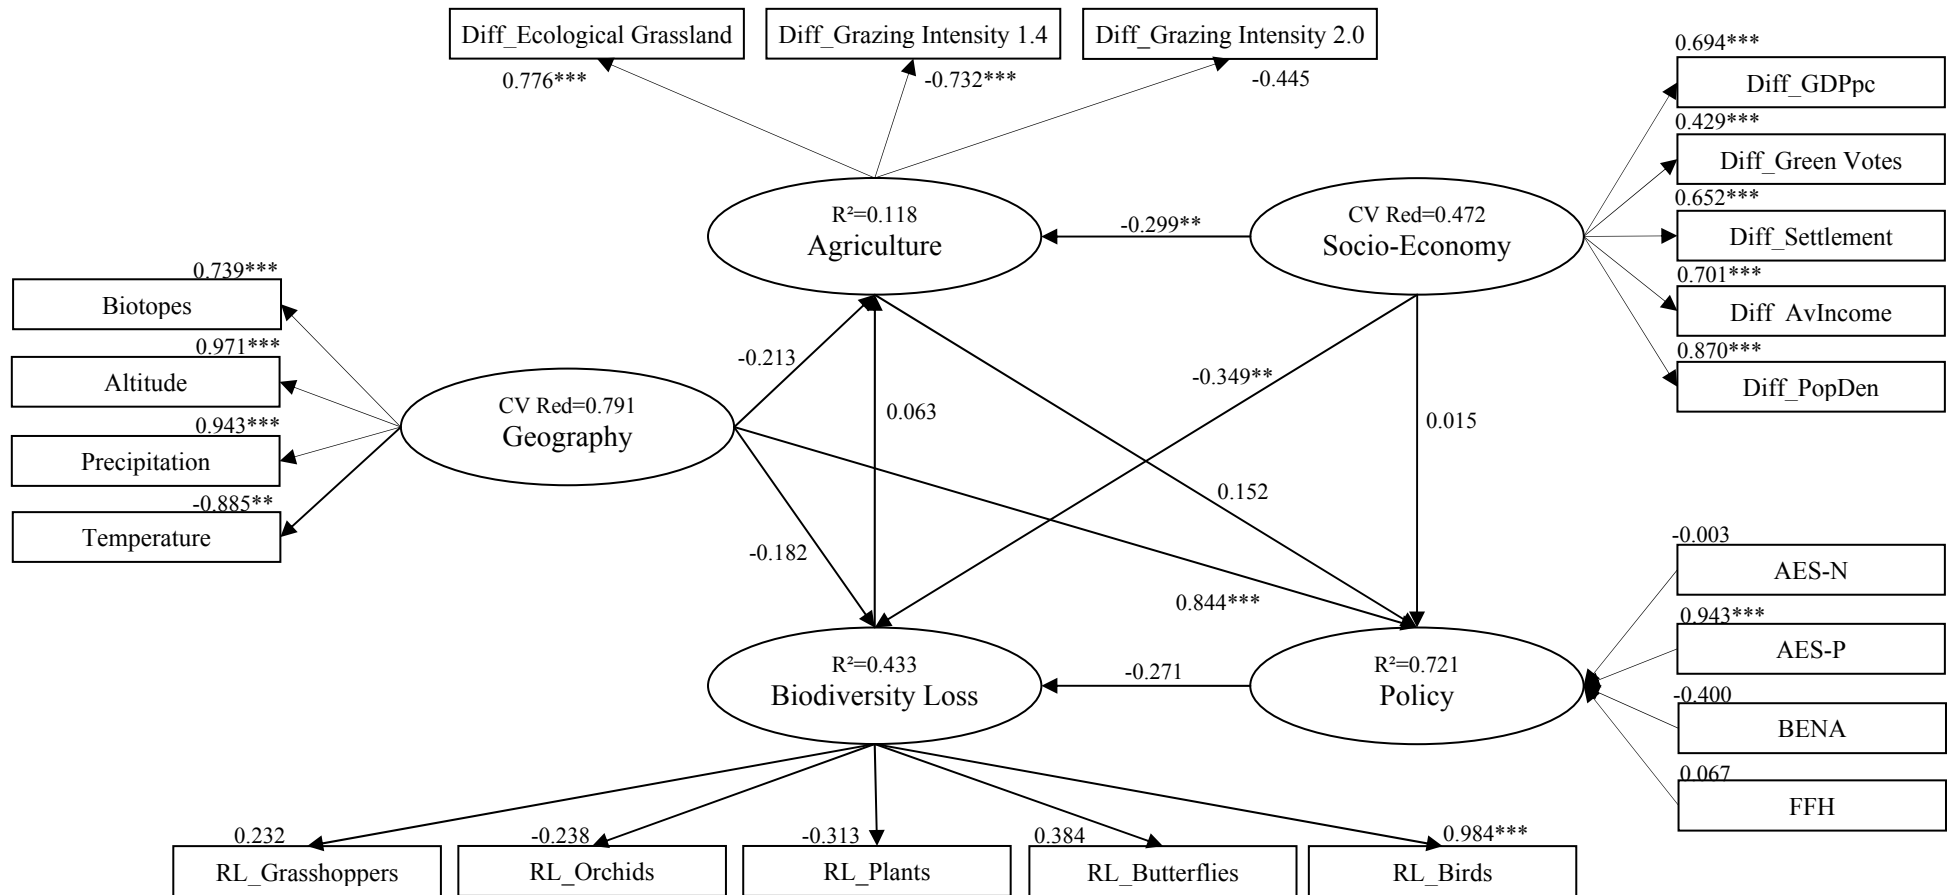 Diff_Ecological Grassland
Diff_Grazing Intensity 1.4
Diff_Grazing Intensity 2.0
0.776***
-0.732***
-0.445
0.694***
Diff_GDPpc
0.429***
Diff_Green Votes
0.652***
Diff_Settlement
0.701***
Diff_AvIncome
0.870***
Diff_PopDen
R²=0.118
Agriculture
-0.299**
CV Red=0.472
Socio-Economy
0.739***
Biotopes
0.971***
Altitude
0.943***
Precipitation
-0.885**
Temperature
CV Red=0.791
Geography
-0.213
0.063
-0.349**
0.015
0.152
-0.182
0.844***
R²=0.433
Biodiversity Loss
-0.271
R²=0.721
Policy
-0.003
AES-N
0.943***
AES-P
-0.400
BENA
0.067
FFH
0.232
-0.238
-0.313
0.384
0.984***
RL_Grasshoppers
RL_Orchids
RL_Plants
RL_Butterflies
RL_Birds